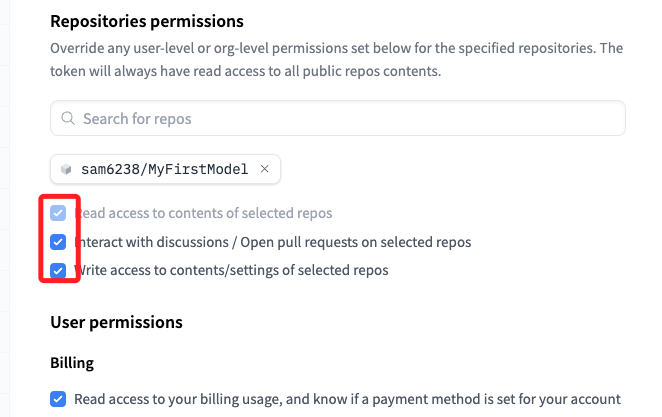 Repositories permissions
Override any user-level or org-level permissions set below for the specified repositories. The
token will always have read access to all public repos contents.
Search for repos
sam6238/MyFirstModel ×
Read access to contents of selected repos
Interact with discussions / Open pull requests on selected repos
Write access to contents/settings of selected repos
User permissions
Billing
Read access to your billing usage, and know if a payment method is set for your account